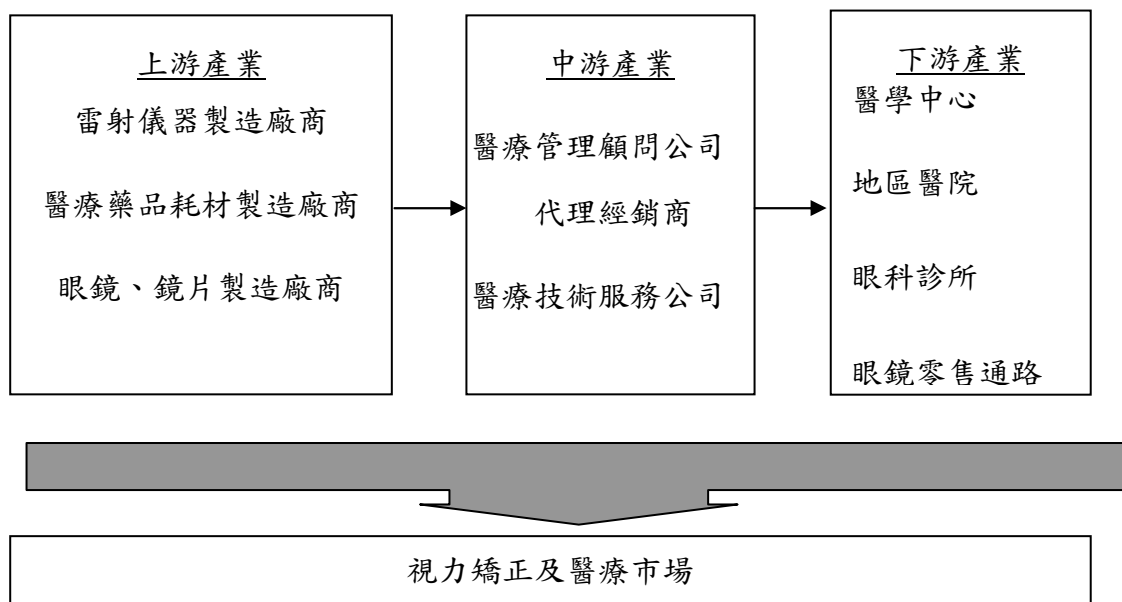 上游產業
雷射儀器製造廠商
醫療藥品耗材製造廠商
眼鏡、鏡片製造廠商
中游產業
醫療管理顧問公司
代理經銷商
醫療技術服務公司
下游產業
醫學中心
地區醫院
眼科診所
眼鏡零售通路
視力矯正及醫療市場